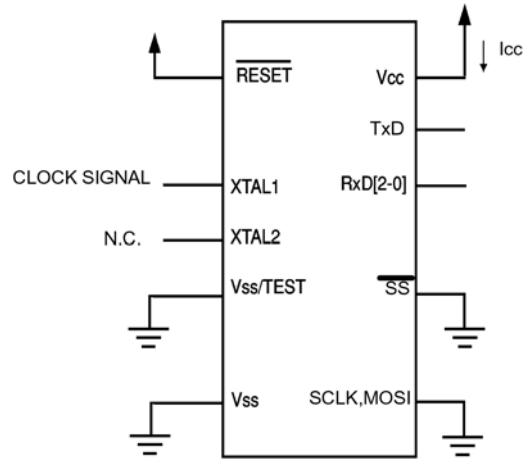 Icc
RESET
Vcc
TxD
CLOCK SIGNAL
XTAL1
RxD[2-0]
N.C.
XTAL2
Vss/TEST
SS
Vss
SCLK,MOSI